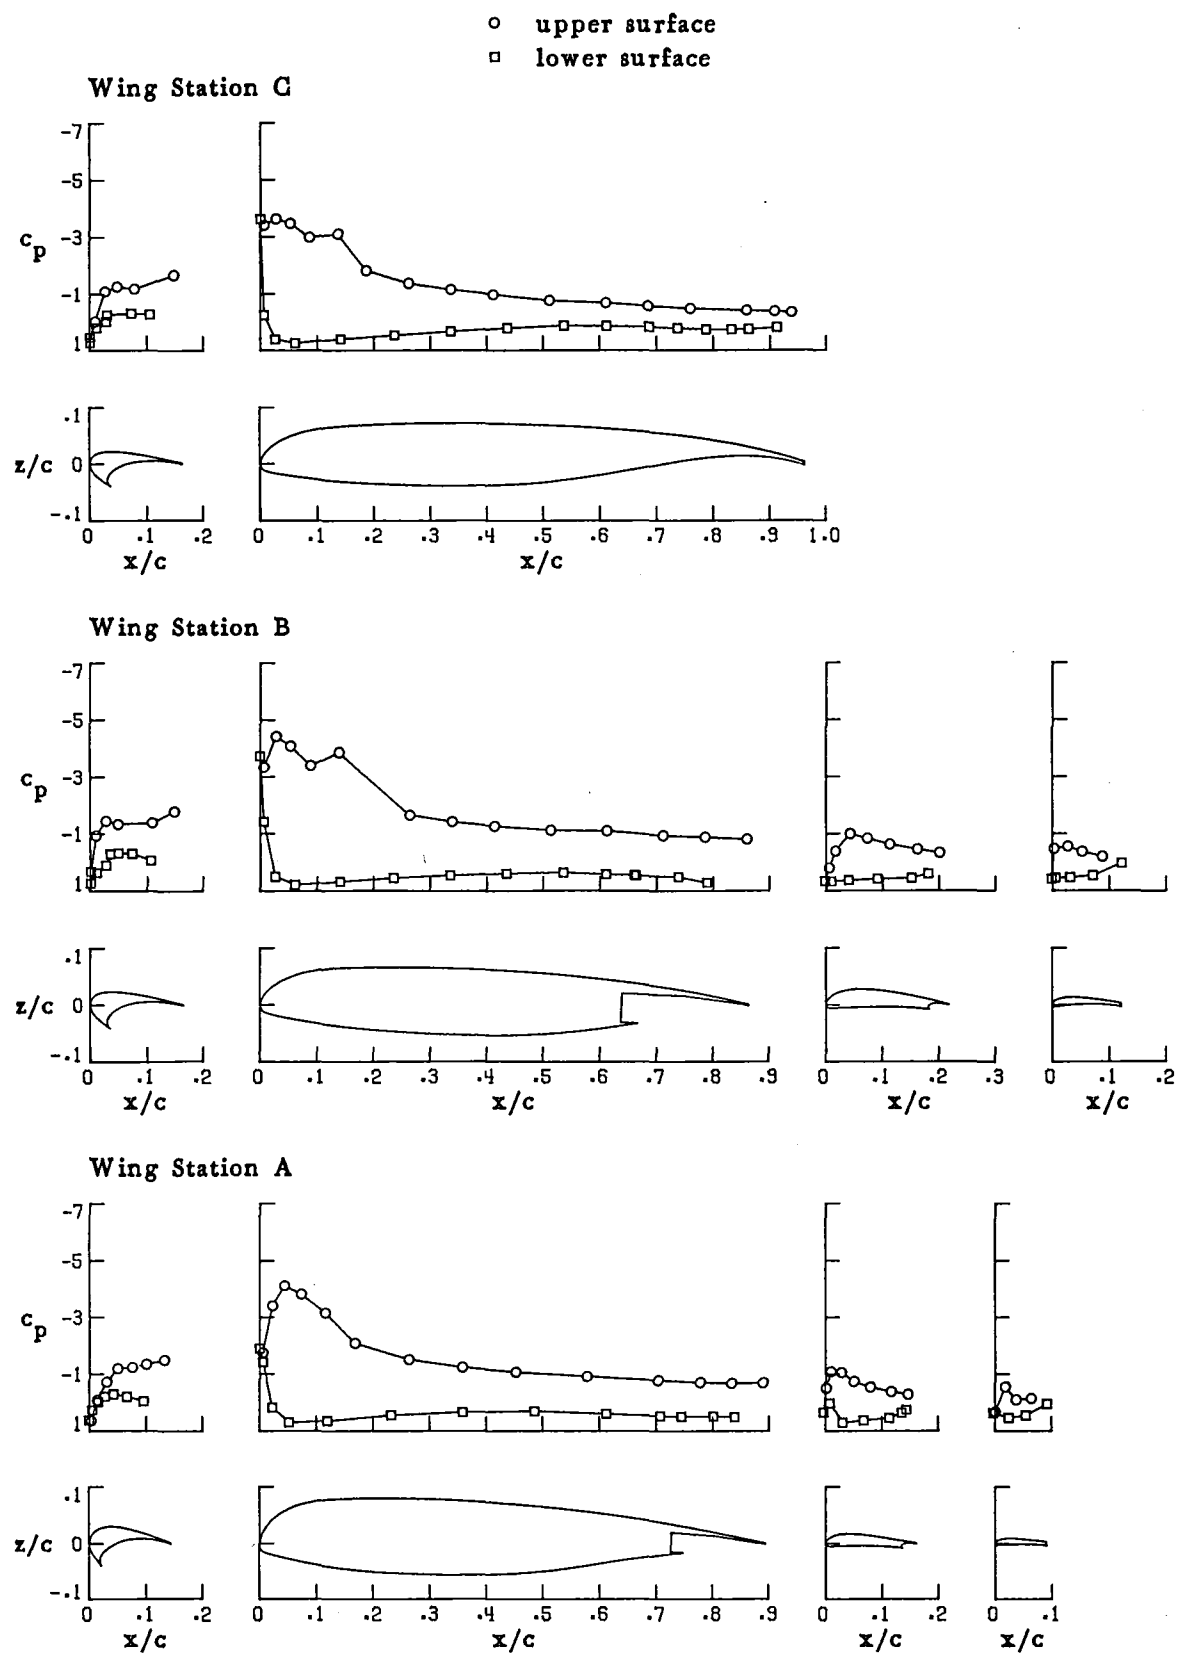 upper surface
lower surface
Wing Station C
-7
-5
-3
-1
1
c_p
.1
0
-.1
z/c
0 .1 .2
x/c
0 .1 .2 .3 .4 .5 .6 .7 .8 .9 1.0
x/c
Wing Station B
-7
-5
-3
-1
1
c_p
.1
0
-.1
z/c
0 .1 .2
x/c
0 .1 .2 .3 .4 .5 .6 .7 .8 .9
x/c
0 .1 .2 .3
x/c
0 .1 .2
x/c
Wing Station A
-7
-5
-3
-1
1
c_p
.1
0
-.1
z/c
0 .1 .2
x/c
0 .1 .2 .3 .4 .5 .6 .7 .8 .9
x/c
0 .1 .2
x/c
0 .1
x/c